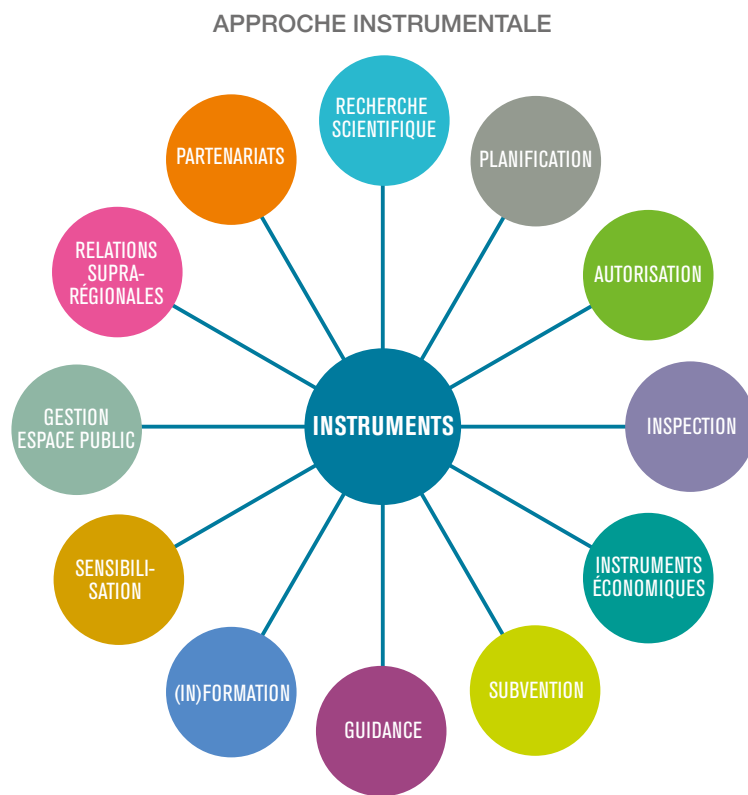 APPROCHE INSTRUMENTALE
RECHERCHE
SCIENTIFIQUE
PLANIFICATION
AUTORISATION
INSPECTION
INSTRUMENTS
ÉCONOMIQUES
SUBVENTION
GUIDANCE
(IN)FORMATION
SENSIBILI-
SATION
GESTION
ESPACE PUBLIC
RELATIONS
SUPRA-
RÉGIONALES
PARTENARIATS
INSTRUMENTS